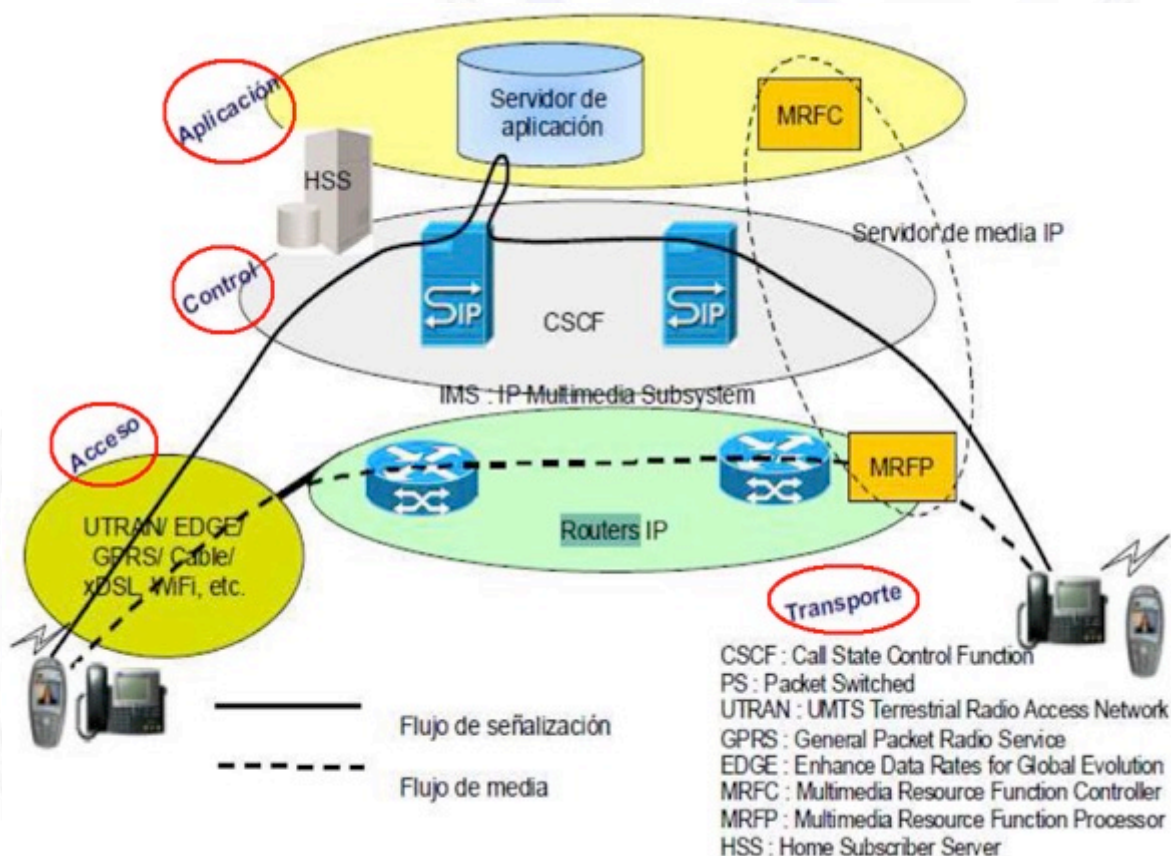 Aplicación
Servidor de
aplicación
MRFC
HSS
Servidor de media IP
Control
SIP
SIP
CSCF
IMS : IP Multimedia Subsystem
Acceso
MRFP
UTRAN/ EDGE/
GPRS/ Cable/
xDSL, WiFi, etc.
Routers IP
Transporte
Flujo de señalización
Flujo de media
CSCF : Call State Control Function
PS : Packet Switched
UTRAN : UMTS Terrestrial Radio Access Network
GPRS : General Packet Radio Service
EDGE : Enhance Data Rates for Global Evolution
MRFC : Multimedia Resource Function Controller
MRFP : Multimedia Resource Function Processor
HSS : Home Subscriber Server